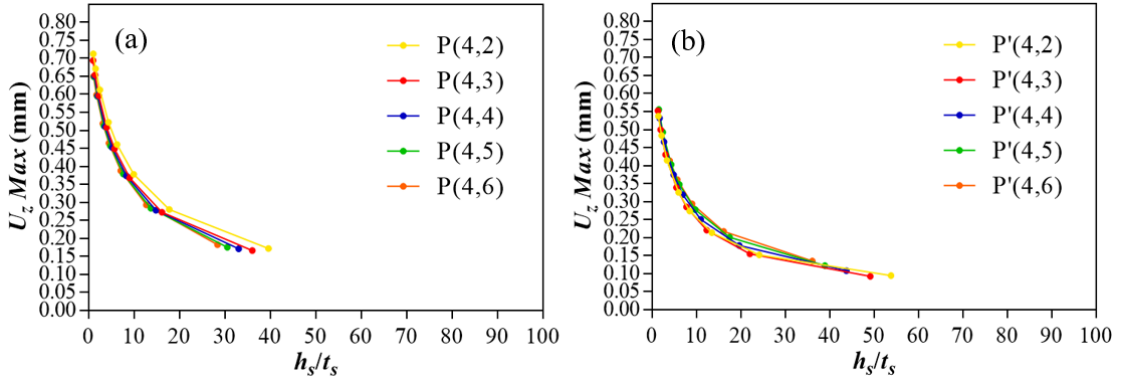 (a)
U_z Max (mm)
0.80
0.75
0.70
0.65
0.60
0.55
0.50
0.45
0.40
0.35
0.30
0.25
0.20
0.15
0.10
0.05
0.00
P(4,2)
P(4,3)
P(4,4)
P(4,5)
P(4,6)
0 10 20 30 40 50 60 70 80 90 100
h_s/t_s
(b)
U_z Max (mm)
0.80
0.75
0.70
0.65
0.60
0.55
0.50
0.45
0.40
0.35
0.30
0.25
0.20
0.15
0.10
0.05
0.00
P'(4,2)
P'(4,3)
P'(4,4)
P'(4,5)
P'(4,6)
0 10 20 30 40 50 60 70 80 90 100
h_s/t_s